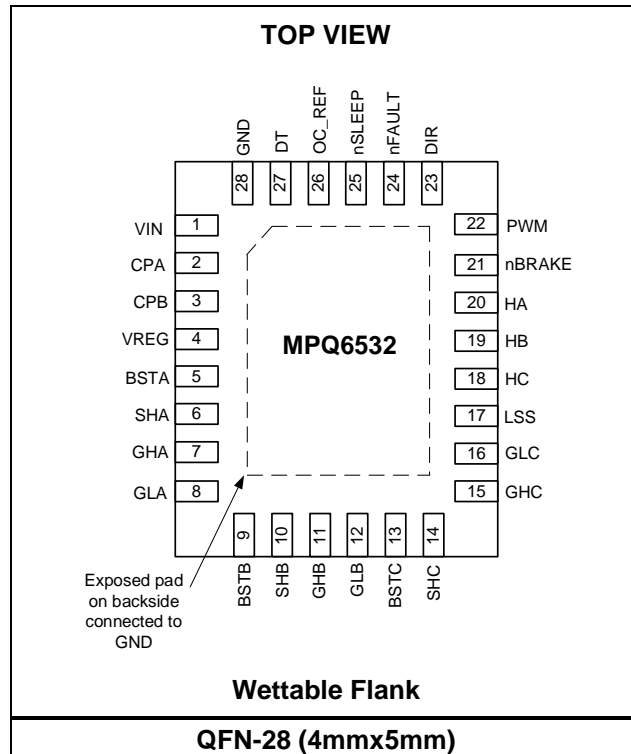 TOP VIEW
GND
DT
OC_REF
nSLEEP
nFAULT
DIR
28
27
26
25
24
23
VIN 1
CPA 2
CPB 3
VREG 4
BSTA 5
SHA 6
GHA 7
GLA 8
22 PWM
21 nBRAKE
20 HA
19 HB
18 HC
17 LSS
16 GLC
15 GHC
MPQ6532
9
10
11
12
13
14
BSTB
SHB
GHB
GLB
BSTC
SHC
Exposed pad
on backside
connected to
GND
Wettable Flank
QFN-28 (4mmx5mm)